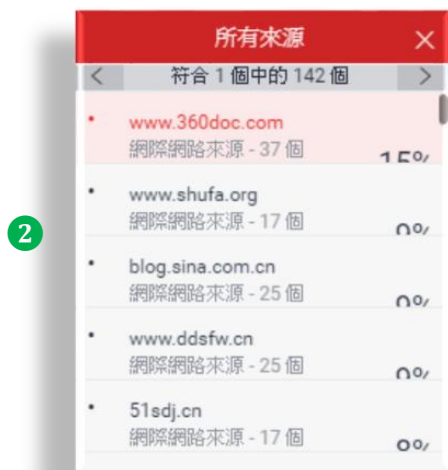 所有來源
符合 1 個中的 142 個
www.360doc.com
網際網路來源 - 37 個
15%
www.shufa.org
網際網路來源 - 17 個
blog.sina.com.cn
網際網路來源 - 25 個
www.ddsfw.cn
網際網路來源 - 25 個
51sdj.cn
網際網路來源 - 17 個
2